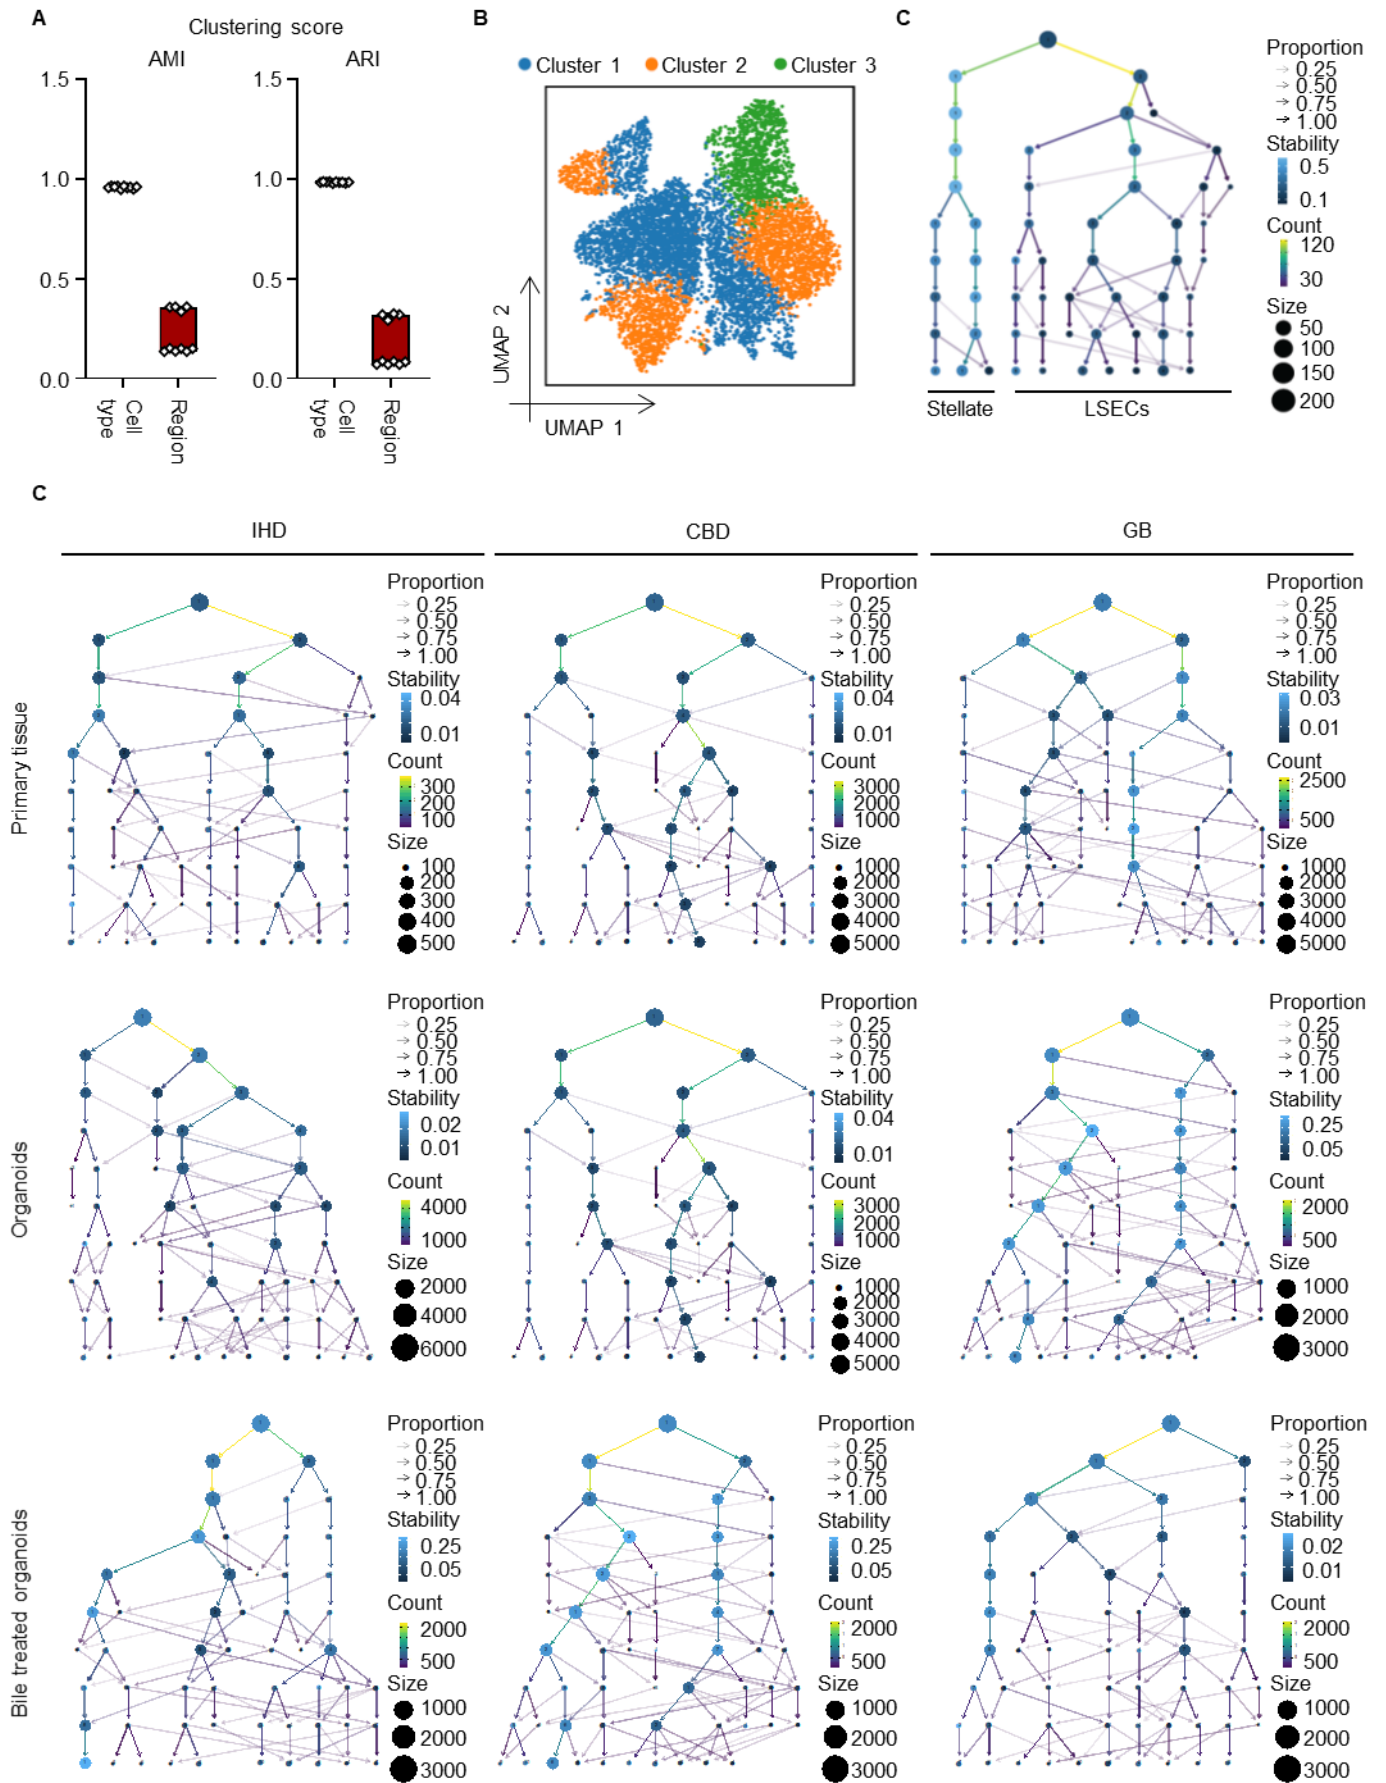 A
Clustering score
AMI
ARI
1.5
1.0
0.5
0.0
Cell type
Region
1.5
1.0
0.5
0.0
Cell type
Region
B
Cluster 1
Cluster 2
Cluster 3
UMAP 2
UMAP 1
C
Proportion
0.25
0.50
0.75
1.00
Stability
0.5
0.1
Count
120
30
Size
50
100
150
200
Stellate
LSECs
C
IHD
CBD
GB
Primary tissue
Proportion
0.25
0.50
0.75
1.00
Stability
0.04
0.01
Count
300
200
100
Size
100
200
300
400
500
Proportion
0.25
0.50
0.75
1.00
Stability
0.04
0.01
Count
3000
2000
1000
Size
1000
2000
3000
4000
5000
Proportion
0.25
0.50
0.75
1.00
Stability
0.03
0.01
Count
2500
500
Size
1000
2000
3000
4000
5000
Organoids
Proportion
0.25
0.50
0.75
1.00
Stability
0.02
0.01
Count
4000
1000
Size
2000
4000
6000
Proportion
0.25
0.50
0.75
1.00
Stability
0.04
0.01
Count
3000
2000
1000
Size
1000
2000
3000
4000
5000
Proportion
0.25
0.50
0.75
1.00
Stability
0.25
0.05
Count
2000
500
Size
1000
2000
3000
Bile treated organoids
Proportion
0.25
0.50
0.75
1.00
Stability
0.25
0.05
Count
2000
500
Size
1000
2000
3000
Proportion
0.25
0.50
0.75
1.00
Stability
0.25
0.05
Count
2000
500
Size
1000
2000
3000
Proportion
0.25
0.50
0.75
1.00
Stability
0.02
0.01
Count
2000
500
Size
1000
2000
3000